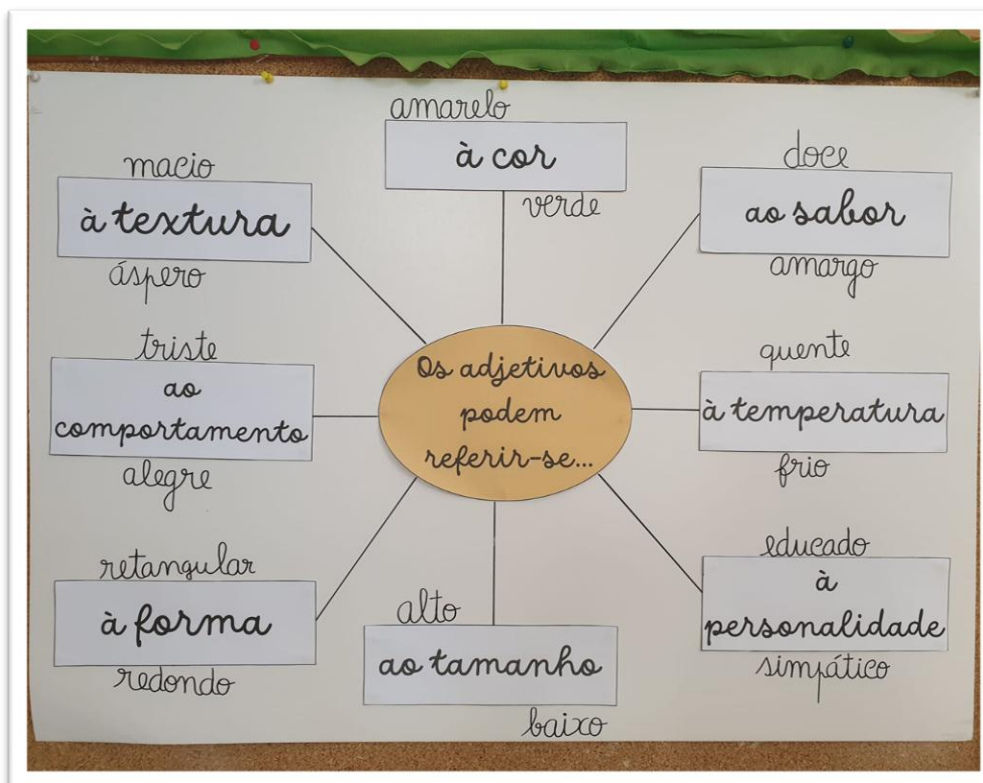 Os adjetivos
podem
referir-se...
amarelo
à cor
verde
doce
ao sabor
amargo
quente
à temperatura
frio
educado
à
personalidade
simpático
alto
ao tamanho
baixo
retangular
à forma
redondo
triste
ao
comportamento
alegre
macio
à textura
áspero